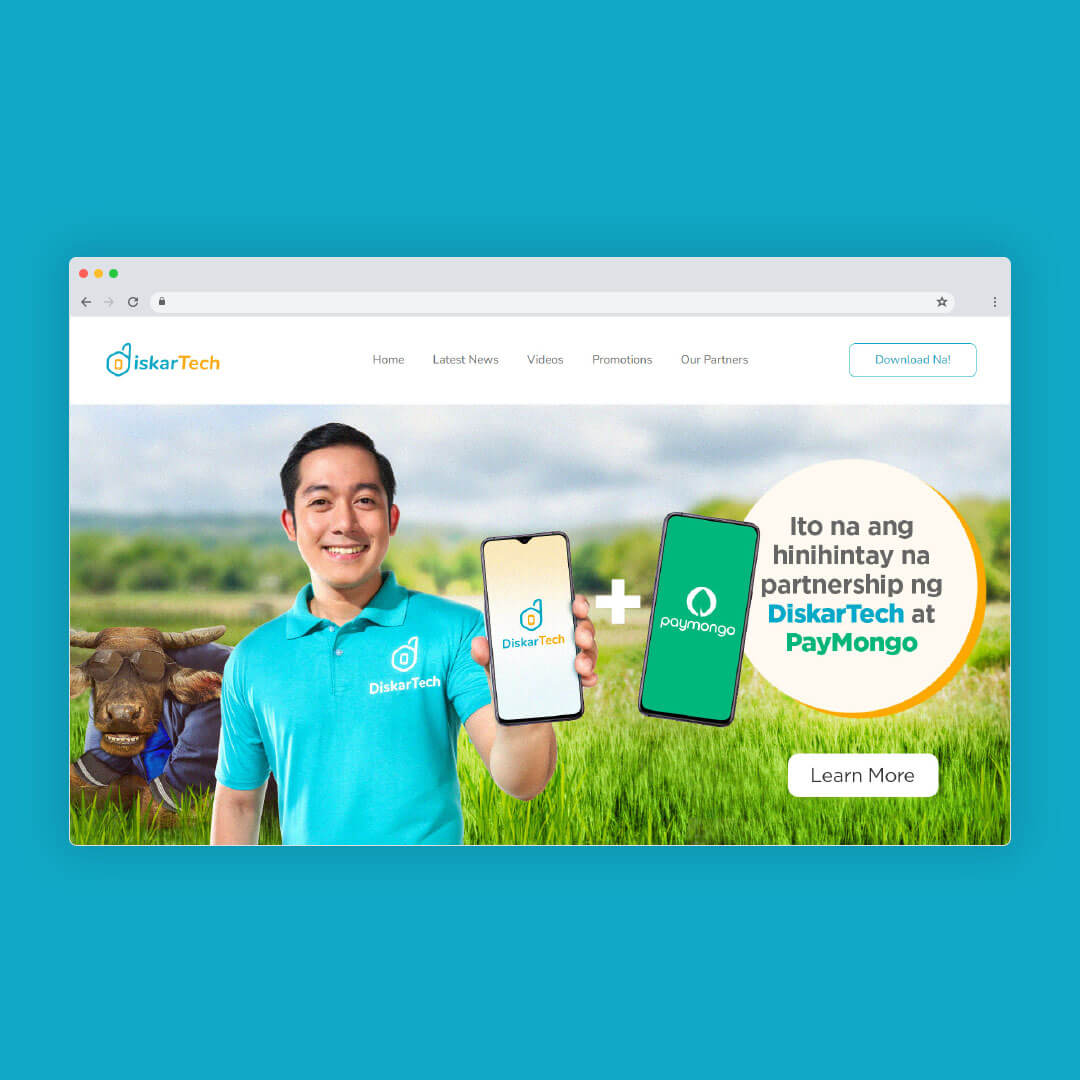 DiskarTech
Home
Latest News
Videos
Promotions
Our Partners
Download Na!
DiskarTech
DiskarTech
paymongo
Ito na ang
hinihintay na
partnership ng
DiskarTech at
PayMongo
Learn More